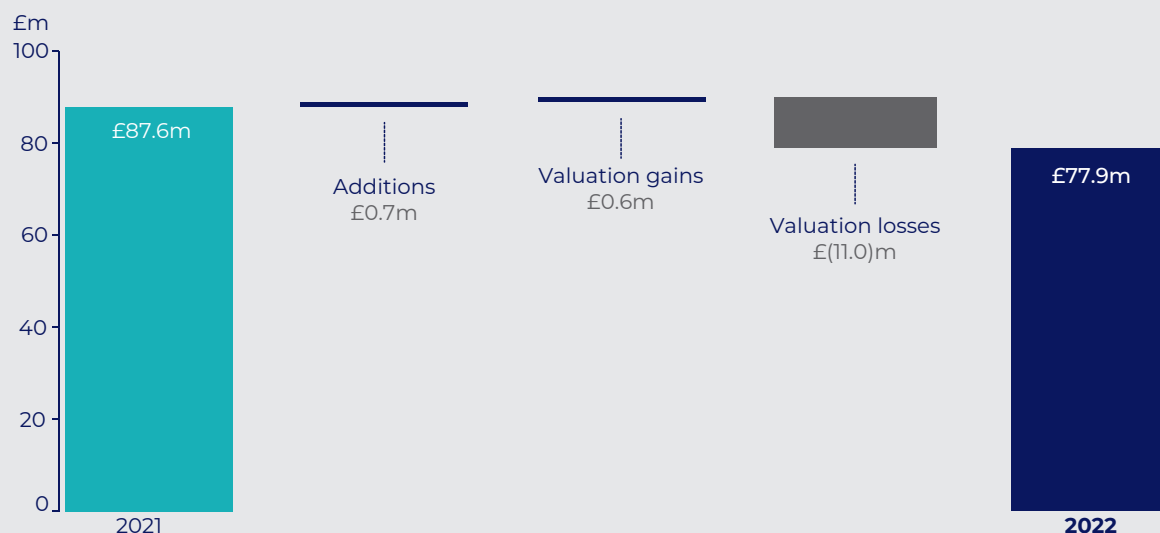 £m
100
80
60
40
20
0
£87.6m
2021
Additions
£0.7m
Valuation gains
£0.6m
Valuation losses
£(11.0)m
£77.9m
2022